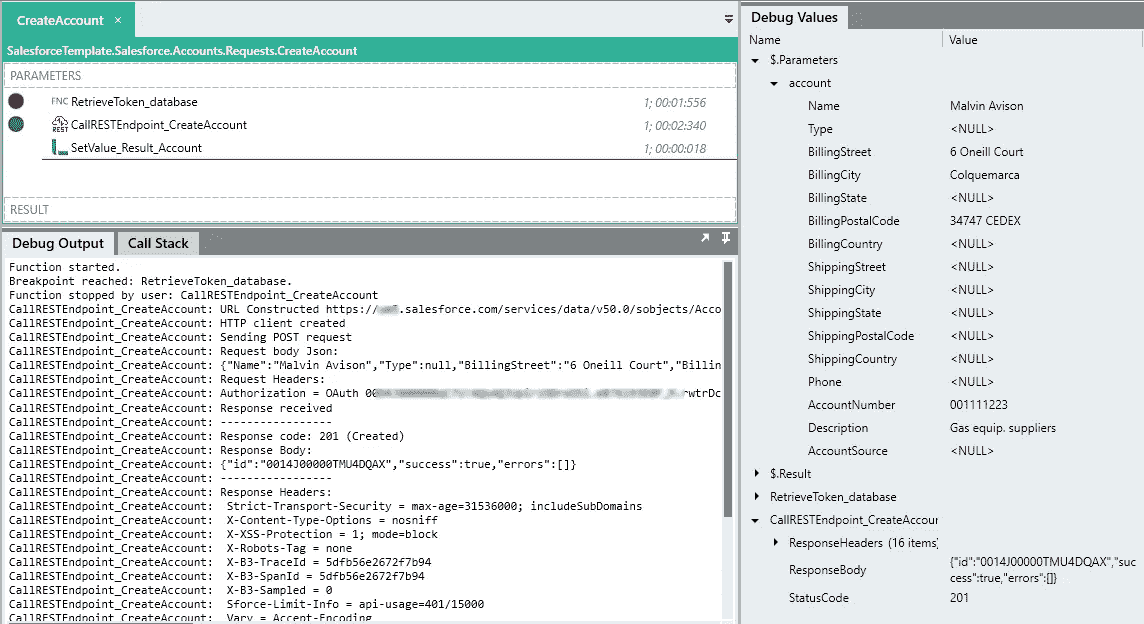 CreateAccount ×
SalesforceTemplate.Salesforce.Accounts.Requests.CreateAccount
PARAMETERS
FNC RetrieveToken_database 1; 00:01:556
REST CallRESTEndpoint_CreateAccount 1; 00:02:340
SetValue_Result_Account 1; 00:00:018
RESULT
Debug Output Call Stack
Function started.
Breakpoint reached: RetrieveToken_database.
Function stopped by user: CallRESTEndpoint_CreateAccount
CallRESTEndpoint_CreateAccount: URL Constructed https:// .salesforce.com/services/data/v50.0/sobjects/Acco
CallRESTEndpoint_CreateAccount: HTTP client created
CallRESTEndpoint_CreateAccount: Sending POST request
CallRESTEndpoint_CreateAccount: Request body Json:
CallRESTEndpoint_CreateAccount: {"Name":"Malvin Avison","Type":null,"BillingStreet":"6 Oneill Court","Billin
CallRESTEndpoint_CreateAccount: Request Headers:
CallRESTEndpoint_CreateAccount: Authorization = OAuth 00 rwtrDc
CallRESTEndpoint_CreateAccount: Response received
CallRESTEndpoint_CreateAccount: -----------------
CallRESTEndpoint_CreateAccount: Response code: 201 (Created)
CallRESTEndpoint_CreateAccount: Response Body:
CallRESTEndpoint_CreateAccount: {"id":"0014J00000TMU4DQAX","success":true,"errors":[]}
CallRESTEndpoint_CreateAccount: -----------------
CallRESTEndpoint_CreateAccount: Response Headers:
CallRESTEndpoint_CreateAccount: Strict-Transport-Security = max-age=31536000; includeSubDomains
CallRESTEndpoint_CreateAccount: X-Content-Type-Options = nosniff
CallRESTEndpoint_CreateAccount: X-XSS-Protection = 1; mode=block
CallRESTEndpoint_CreateAccount: X-Robots-Tag = none
CallRESTEndpoint_CreateAccount: X-B3-TraceId = 5dfb56e2672f7b94
CallRESTEndpoint_CreateAccount: X-B3-SpanId = 5dfb56e2672f7b94
CallRESTEndpoint_CreateAccount: X-B3-Sampled = 0
CallRESTEndpoint_CreateAccount: Sforce-Limit-Info = api-usage=401/15000
CallRESTEndpoint_CreateAccount: Vary = Accept-Encoding
Debug Values
Name Value
$.Parameters
account
Name Malvin Avison
Type <NULL>
BillingStreet 6 Oneill Court
BillingCity Colquemarca
BillingState <NULL>
BillingPostalCode 34747 CEDEX
BillingCountry <NULL>
ShippingStreet <NULL>
ShippingCity <NULL>
ShippingState <NULL>
ShippingPostalCode <NULL>
ShippingCountry <NULL>
Phone <NULL>
AccountNumber 001111223
Description Gas equip. suppliers
AccountSource <NULL>
$.Result
RetrieveToken_database
CallRESTEndpoint_CreateAccour
ResponseHeaders (16 items)
ResponseBody {"id":"0014J00000TMU4DQAX","suc
cess":true,"errors":[]}
StatusCode 201